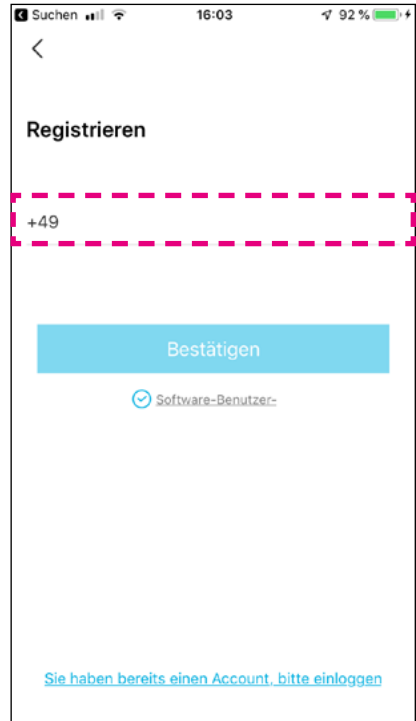 Suchen 16:03 92 %
Registrieren
+49
Bestätigen
Software-Benutzer-
Sie haben bereits einen Account, bitte einloggen